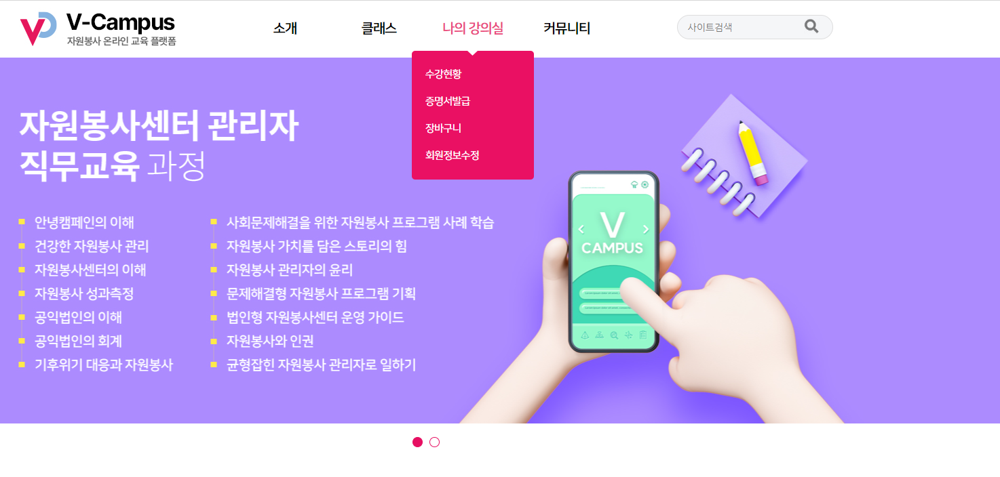 V-Campus
자원봉사 온라인 교육 플랫폼
소개
클래스
나의 강의실
커뮤니티
사이트검색
수강현황
증명서발급
장바구니
회원정보수정
자원봉사센터 관리자
직무교육 과정
안녕캠페인의 이해
건강한 자원봉사 관리
자원봉사센터의 이해
자원봉사 성과측정
공익법인의 이해
공익법인의 회계
기후위기 대응과 자원봉사
사회문제해결을 위한 자원봉사 프로그램 사례 학습
자원봉사 가치를 담은 스토리의 힘
자원봉사 관리자의 윤리
문제해결형 자원봉사 프로그램 기획
법인형 자원봉사센터 운영 가이드
자원봉사와 인권
균형잡힌 자원봉사 관리자로 일하기
V
CAMPUS